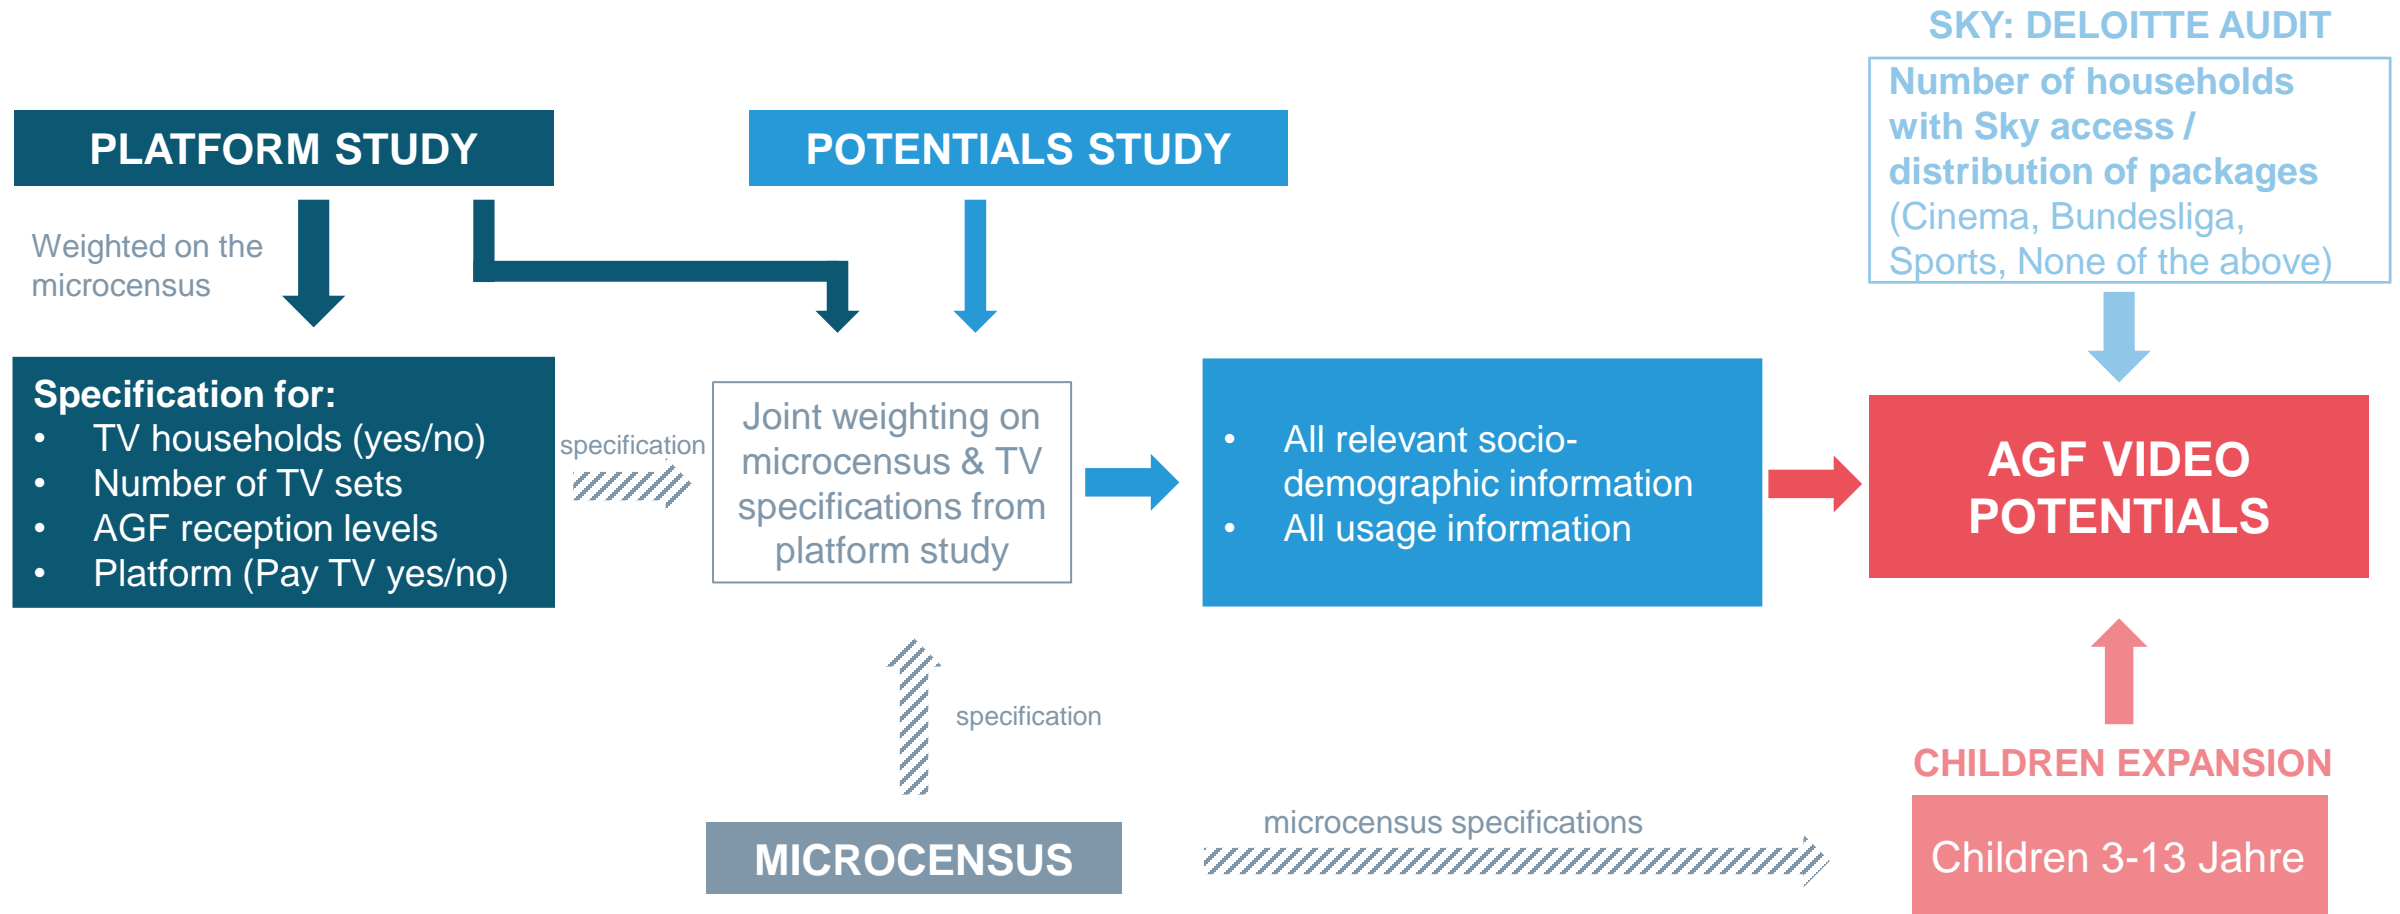 SKY: DELOITTE AUDIT
Number of households
with Sky access /
distribution of packages
(Cinema, Bundesliga,
Sports, None of the above)
PLATFORM STUDY
POTENTIALS STUDY
Weighted on the
microcensus
Specification for:
• TV households (yes/no)
• Number of TV sets
• AGF reception levels
• Platform (Pay TV yes/no)
specification
Joint weighting on
microcensus & TV
specifications from
platform study
• All relevant socio-
demographic information
• All usage information
AGF VIDEO
POTENTIALS
specification
MICROCENSUS
microcensus specifications
CHILDREN EXPANSION
Children 3-13 Jahre